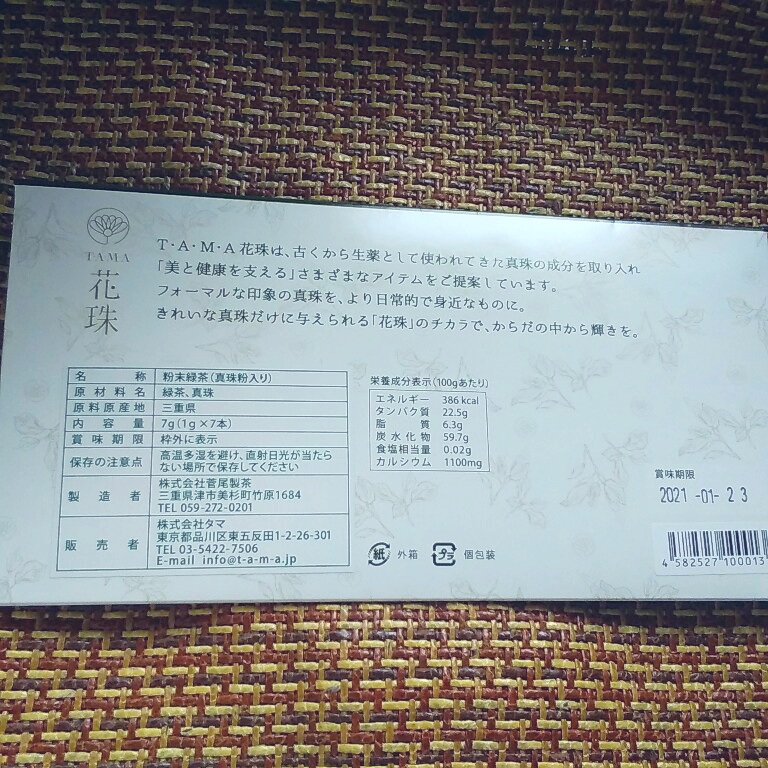 TAMA
花珠
T・A・M・A花珠は、古くから生薬として使われてきた真珠の成分を取り入れ
「美と健康を支える」さまざまなアイテムをご提案しています。
フォーマルな印象の真珠を、より日常的で身近なものに。
きれいな真珠だけに与えられる「花珠」のチカラで、からだの中から輝きを。
名称 粉末緑茶(真珠粉入り)
原材料名 緑茶、真珠
原料原産地 三重県
内容量 7g(1g×7本)
賞味期限 枠外に表示
保存の注意点 高温多湿を避け、直射日光が当たら
ない場所で保存してください
製造者 株式会社菅尾製茶
三重県津市美杉町竹原1684
TEL 059-272-0201
販売者 株式会社タマ
東京都品川区東五反田1-2-26-301
TEL 03-5422-7506
E-mail info@t-a-m-a.jp
栄養成分表示(100gあたり)
エネルギー 386kcal
タンパク質 22.5g
脂質 6.3g
炭水化物 59.7g
食塩相当量 0.02g
カルシウム 1100mg
紙 外箱 プラ 個包装
賞味期限
2021-01-23
4 582527 100013